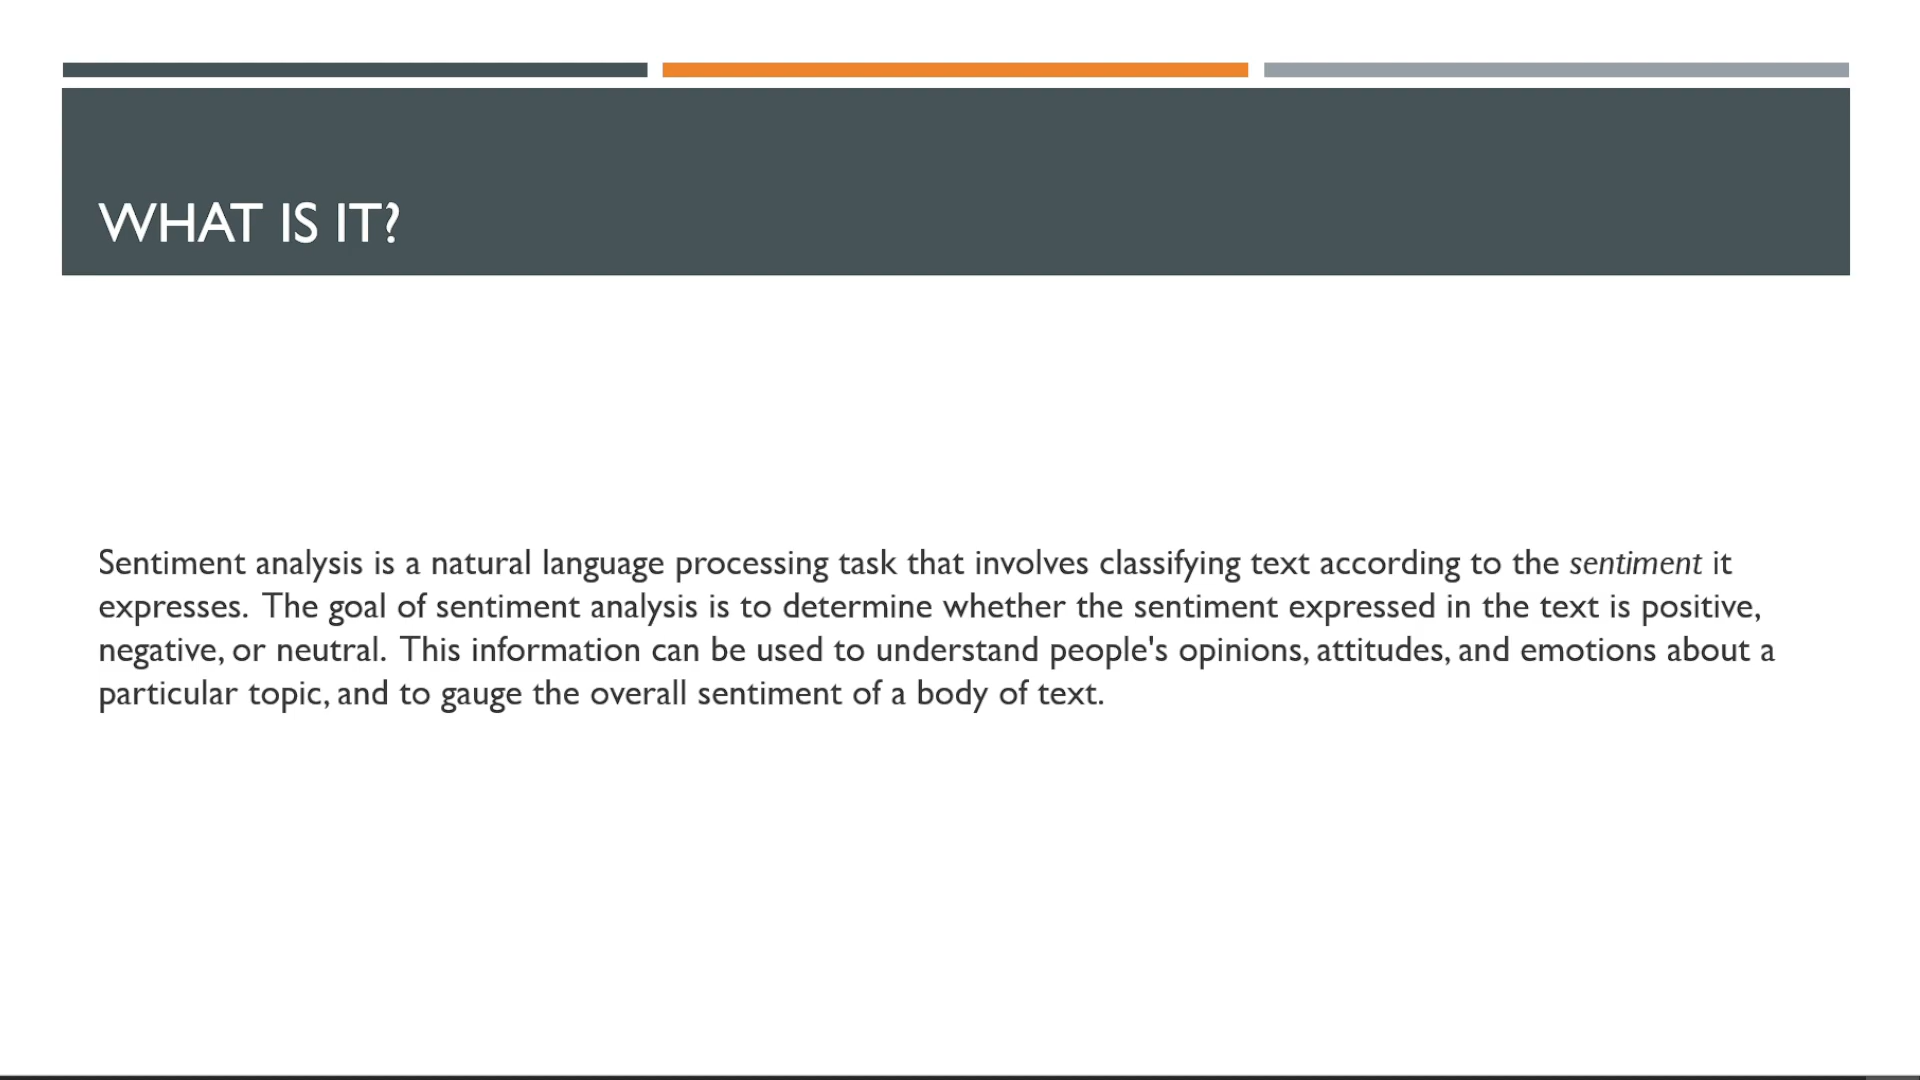 WHAT IS IT?
Sentiment analysis is a natural language processing task that involves classifying text according to the sentiment it
expresses. The goal of sentiment analysis is to determine whether the sentiment expressed in the text is positive,
negative, or neutral. This information can be used to understand people's opinions, attitudes, and emotions about a
particular topic, and to gauge the overall sentiment of a body of text.